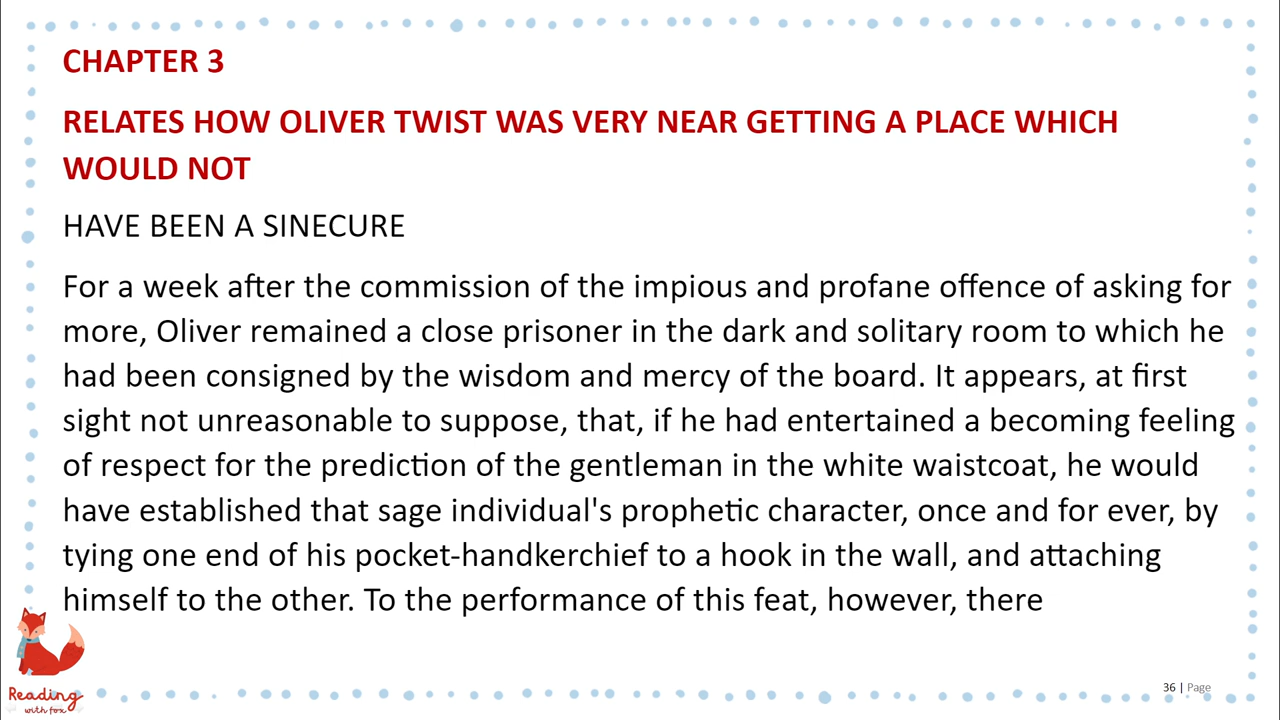 CHAPTER 3
RELATES HOW OLIVER TWIST WAS VERY NEAR GETTING A PLACE WHICH
WOULD NOT
HAVE BEEN A SINECURE
For a week after the commission of the impious and profane offence of asking for
more, Oliver remained a close prisoner in the dark and solitary room to which he
had been consigned by the wisdom and mercy of the board. It appears, at first
sight not unreasonable to suppose, that, if he had entertained a becoming feeling
of respect for the prediction of the gentleman in the white waistcoat, he would
have established that sage individual's prophetic character, once and for ever, by
tying one end of his pocket-handkerchief to a hook in the wall, and attaching
himself to the other. To the performance of this feat, however, there
Reading
with fox
36 | Page